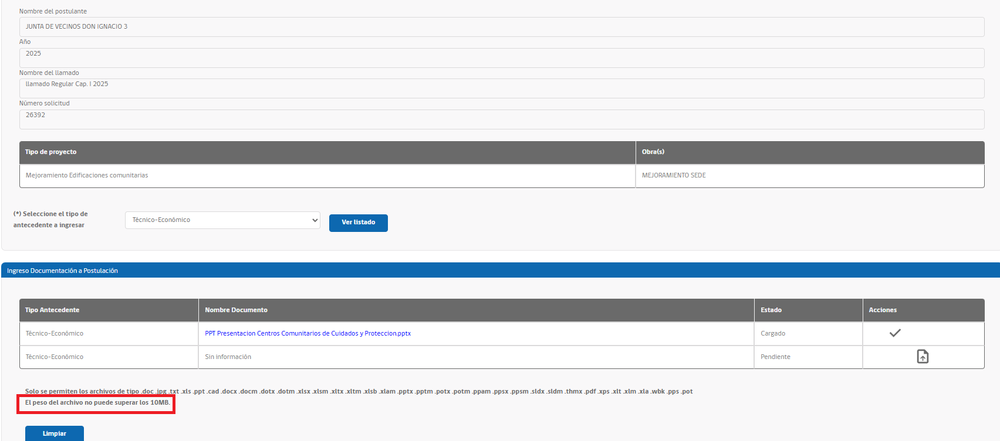 Nombre del postulante
JUNTA DE VECINOS DON IGNACIO 3
Año
2025
Nombre del llamado
llamado Regular Cap. I 2025
Número solicitud
26392
Tipo de proyecto Obra(s)
Mejoramiento Edificaciones comunitarias MEJORAMIENTO SEDE
(*) Seleccione el tipo de
antecedente a ingresar
Técnico-Económico
Ver listado
Ingreso Documentación a Postulación
Tipo Antecedente Nombre Documento Estado Acciones
Técnico-Económico PPT Presentacion Centros Comunitarios de Cuidados y Proteccion.pptx Cargado
Técnico-Económico Sin información Pendiente
Solo se permiten los archivos de tipo .doc .jpg .txt .xls .ppt .cad .docx .docm .dotx .dotm .xlsx .xlsm .xltx .xltm .xlsb .xlam .pptx .pptm .potx .potm .ppam .ppsx .ppsm .sldx .sldm .thmx .pdf .xps .xlt .xlm .xla .wbk .pps .pot
El peso del archivo no puede superar los 10MB.
Limpiar